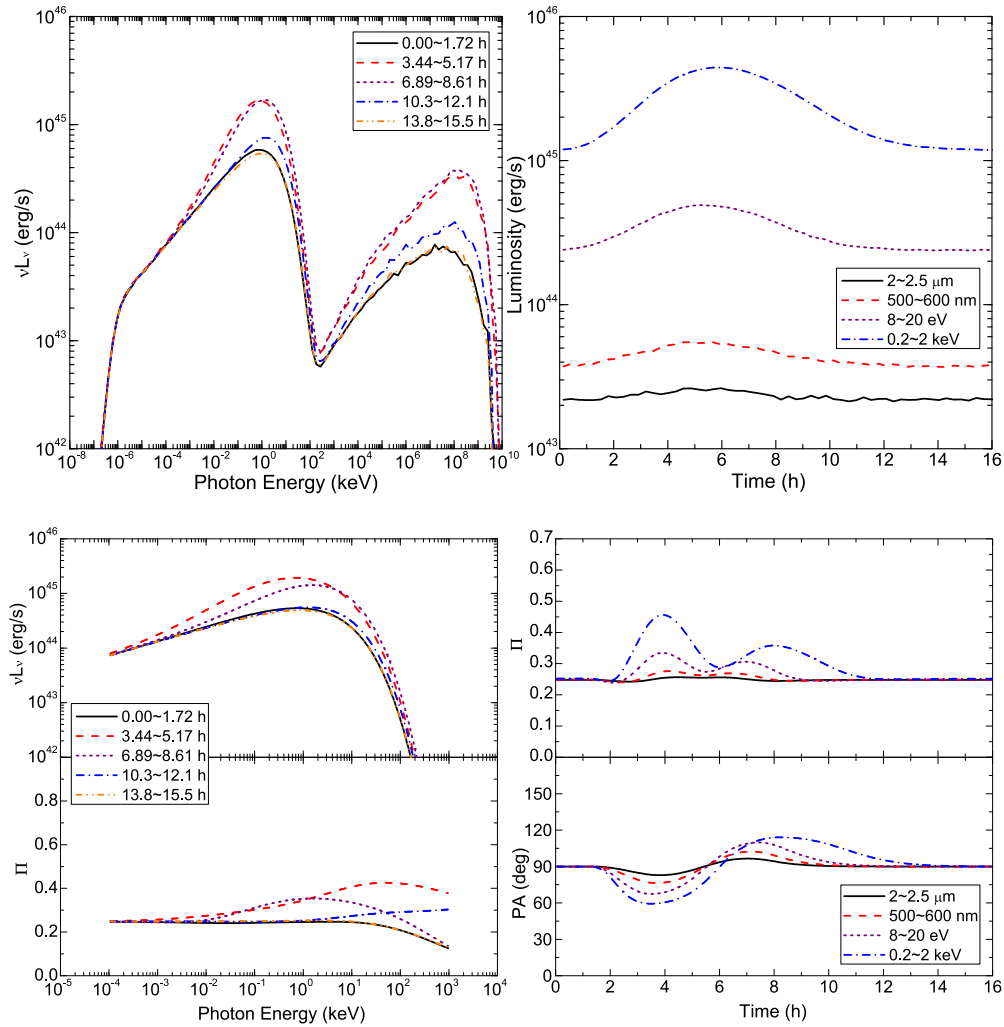 10^46
10^45
10^44
10^43
10^42
νLν (erg/s)
0.00~1.72 h
3.44~5.17 h
6.89~8.61 h
10.3~12.1 h
13.8~15.5 h
10^-8 10^-6 10^-4 10^-2 10^0 10^2 10^4 10^6 10^8 10^10
Photon Energy (keV)
10^46
10^45
10^44
10^43
Luminosity (erg/s)
2~2.5 μm
500~600 nm
8~20 eV
0.2~2 keV
0 2 4 6 8 10 12 14 16
Time (h)
10^46
10^45
10^44
10^43
10^42
νLν (erg/s)
0.00~1.72 h
3.44~5.17 h
6.89~8.61 h
10.3~12.1 h
13.8~15.5 h
0.8
0.6
0.4
0.2
0.0
Π
10^-5 10^-4 10^-3 10^-2 10^-1 10^0 10^1 10^2 10^3 10^4
Photon Energy (keV)
0.7
0.6
0.5
0.4
0.3
0.2
0.1
0.0
Π
150
120
90
60
30
0
PA (deg)
2~2.5 μm
500~600 nm
8~20 eV
0.2~2 keV
0 2 4 6 8 10 12 14 16
Time (h)